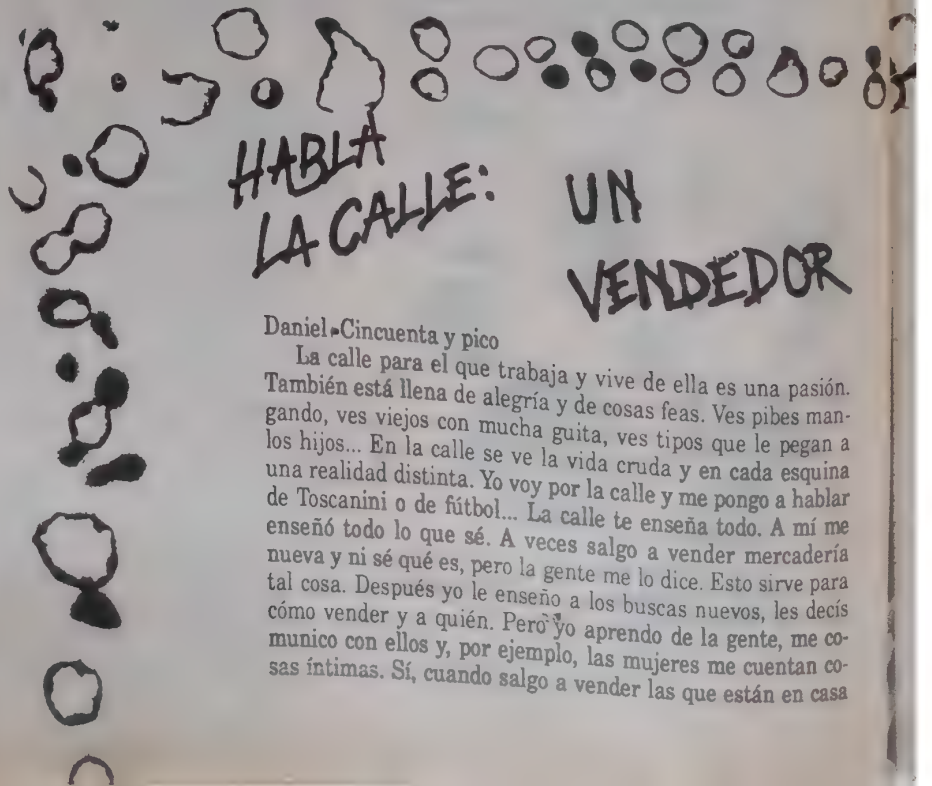 HABLA
LA CALLE:
UN
VENDEDOR
Daniel-Cincuenta y pico
La calle para el que trabaja y vive de ella es una pasión.
También está llena de alegría y de cosas feas. Ves pibes man-
gando, ves viejos con mucha guita, ves tipos que le pegan a
los hijos... En la calle se ve la vida cruda y en cada esquina
una realidad distinta. Yo voy por la calle y me pongo a hablar
de Toscanini o de fútbol... La calle te enseña todo. A mí me
enseñó todo lo que sé. A veces salgo a vender mercadería
nueva y ni sé qué es, pero la gente me lo dice. Esto sirve para
tal cosa. Después yo le enseño a los buscas nuevos, les decís
cómo vender y a quién. Pero yo aprendo de la gente, me co-
munico con ellos y, por ejemplo, las mujeres me cuentan co-
sas íntimas. Sí, cuando salgo a vender las que están en casa